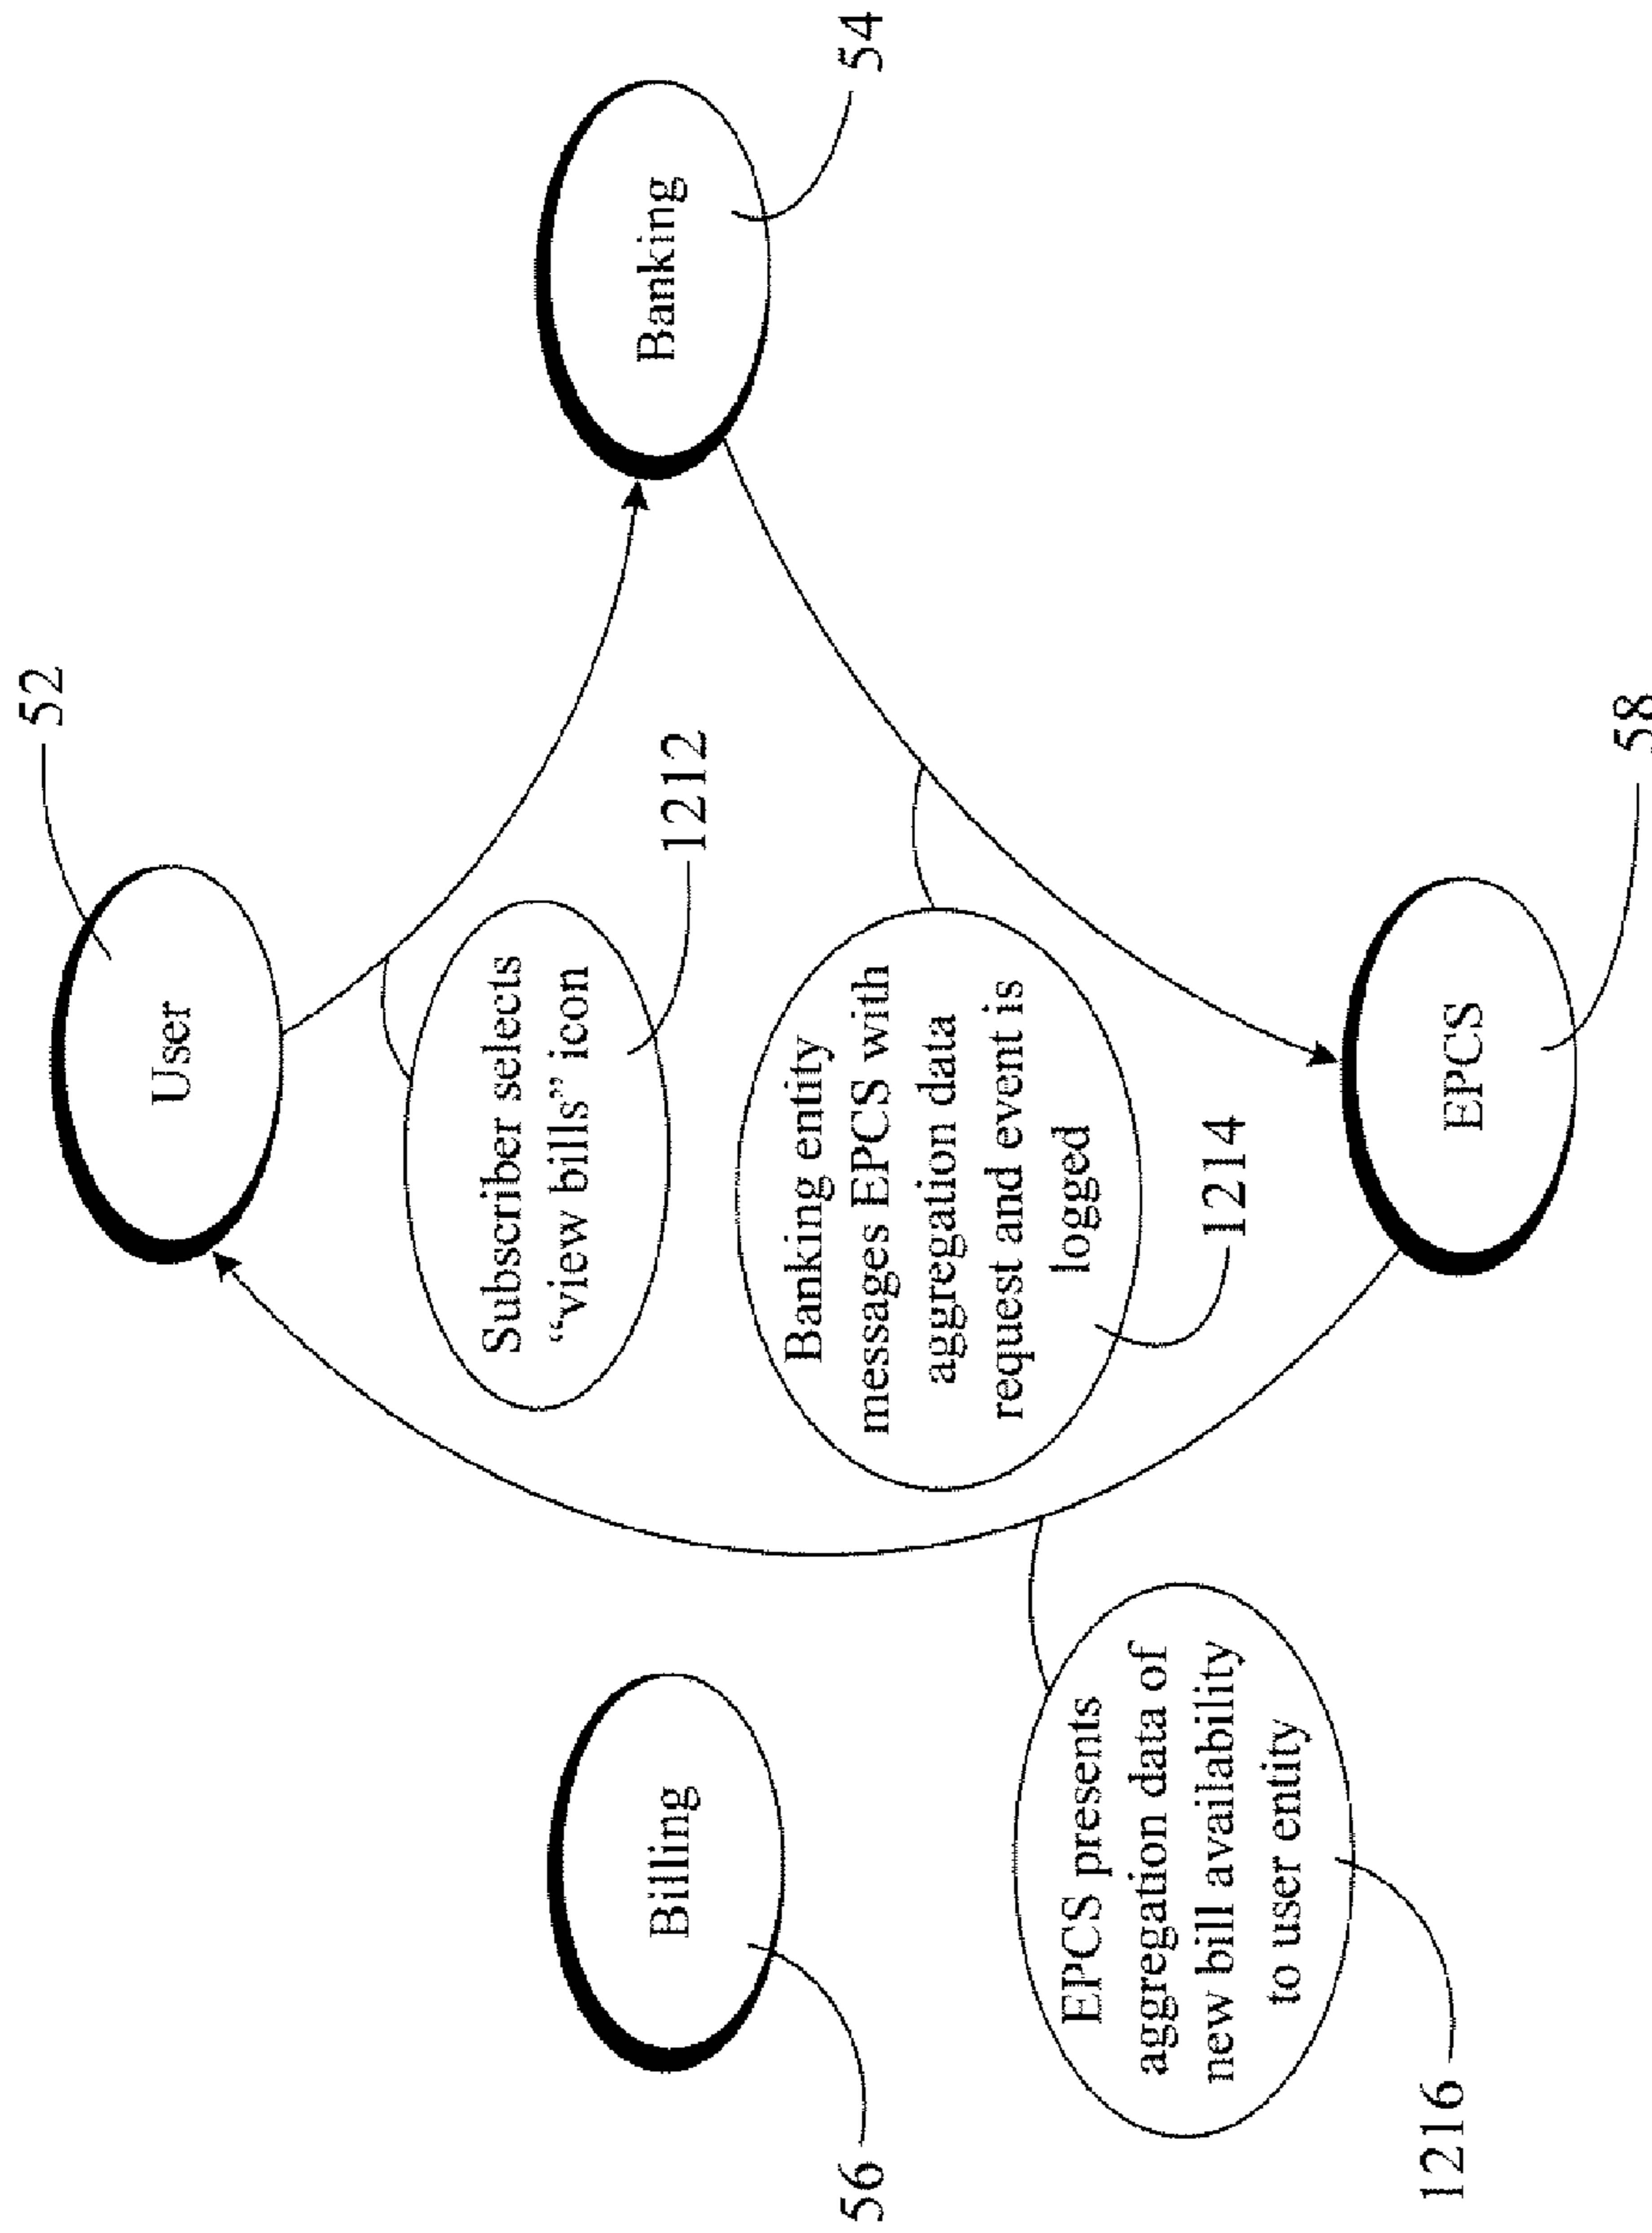 52
User
Subscriber selects
“view bills” icon
1212
Banking
54
Billing
56
Banking entity
messages EPCS with
aggregation data
request and event is
logged
1214
EPCS presents
aggregation data of
new bill availability
to user entity
1216
EPCS
58